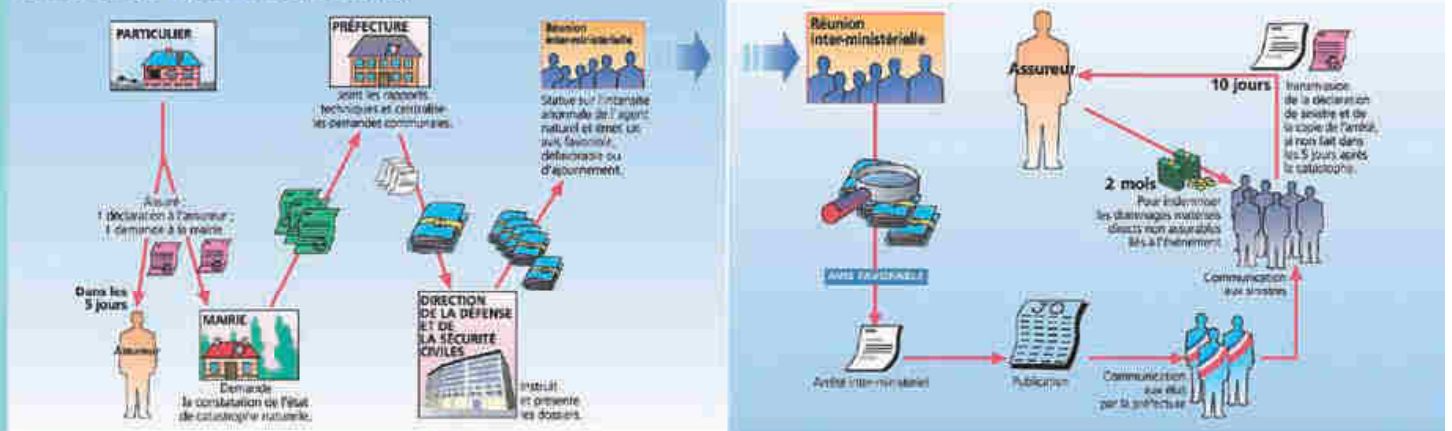 PARTICULIER
Assuré :
1 déclaration à l'assureur ;
1 demande à la mairie
Dans les
5 jours
Assureur
MAIRIE
Demande
la constatation de l'état
de catastrophe naturelle.
PRÉFECTURE
Joint les rapports
techniques et centralise
les demandes communales.
DIRECTION
DE LA DÉFENSE
ET DE
LA SÉCURITÉ
CIVILES
Instruit
et présente
les dossiers.
Réunion
inter-ministérielle
Statue sur l'intensité
anormale de l'agent
naturel et émet un
avis favorable,
défavorable ou
d'ajournement.
Réunion
inter-ministérielle
AVIS FAVORABLE
Arrêté inter-ministériel
JO
Publication
Communication
aux élus
par la préfecture
Communication
aux sinistrés
10 jours
Transmission
de la déclaration
de sinistre et de
la copie de l'arrêté,
si non fait dans
les 5 jours après
la catastrophe.
Assureur
2 mois
Pour indemniser
les dommages matériels
directs non assurables
liés à l'événement